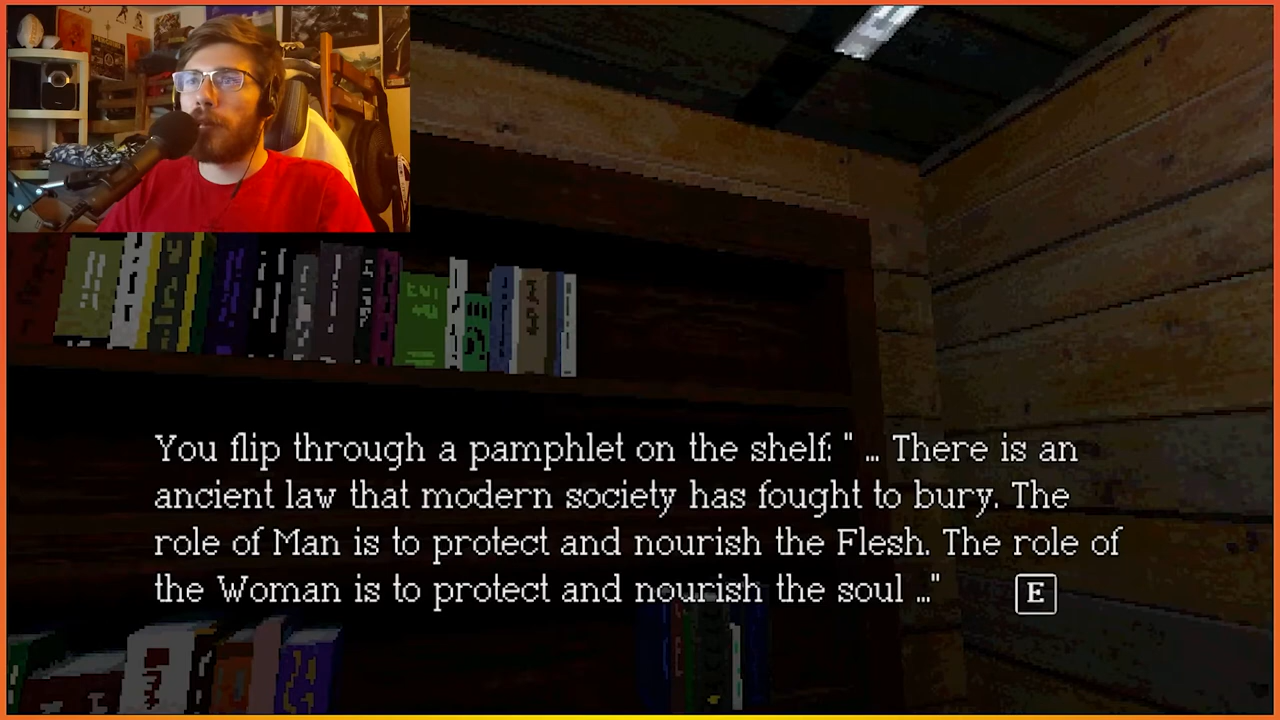 You flip through a pamphlet on the shelf: " ... There is an
ancient law that modern society has fought to bury. The
role of Man is to protect and nourish the Flesh. The role of
the Woman is to protect and nourish the soul ..."
E